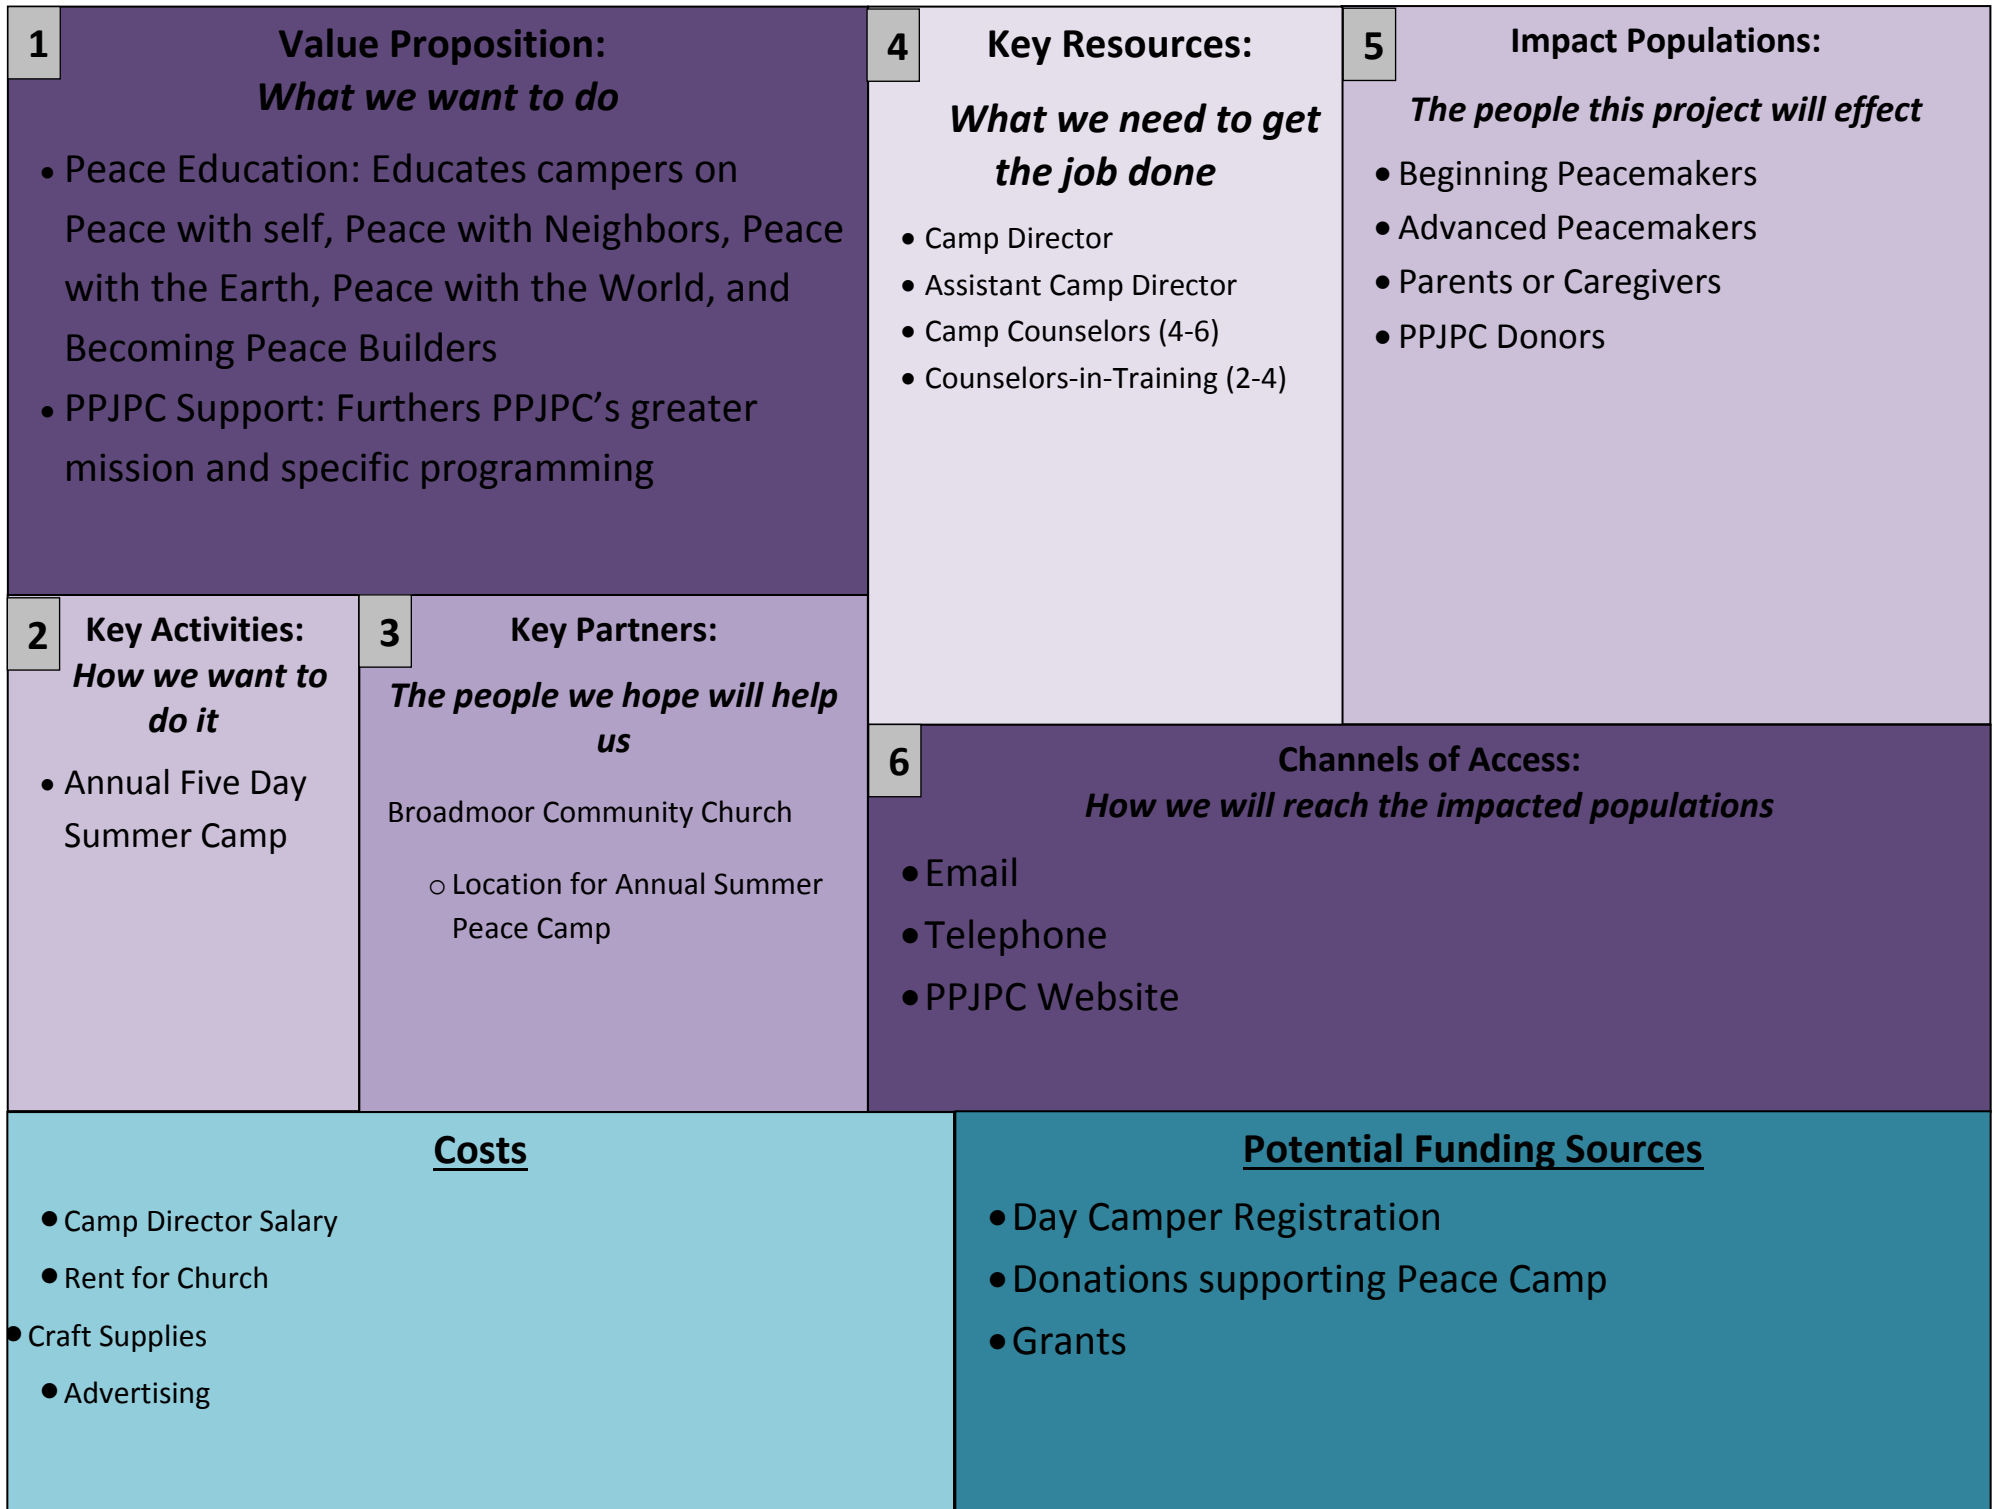 1
Value Proposition:
What we want to do
• Peace Education: Educates campers on
Peace with self, Peace with Neighbors, Peace
with the Earth, Peace with the World, and
Becoming Peace Builders
• PPJPC Support: Furthers PPJPC’s greater
mission and specific programming
2
Key Activities:
How we want to
do it
• Annual Five Day
Summer Camp
3
Key Partners:
The people we hope will help
us
Broadmoor Community Church
o Location for Annual Summer
Peace Camp
4
Key Resources:
What we need to get
the job done
• Camp Director
• Assistant Camp Director
• Camp Counselors (4-6)
• Counselors-in-Training (2-4)
5
Impact Populations:
The people this project will effect
• Beginning Peacemakers
• Advanced Peacemakers
• Parents or Caregivers
• PPJPC Donors
6
Channels of Access:
How we will reach the impacted populations
• Email
• Telephone
• PPJPC Website
Costs
• Camp Director Salary
• Rent for Church
• Craft Supplies
• Advertising
Potential Funding Sources
• Day Camper Registration
• Donations supporting Peace Camp
• Grants